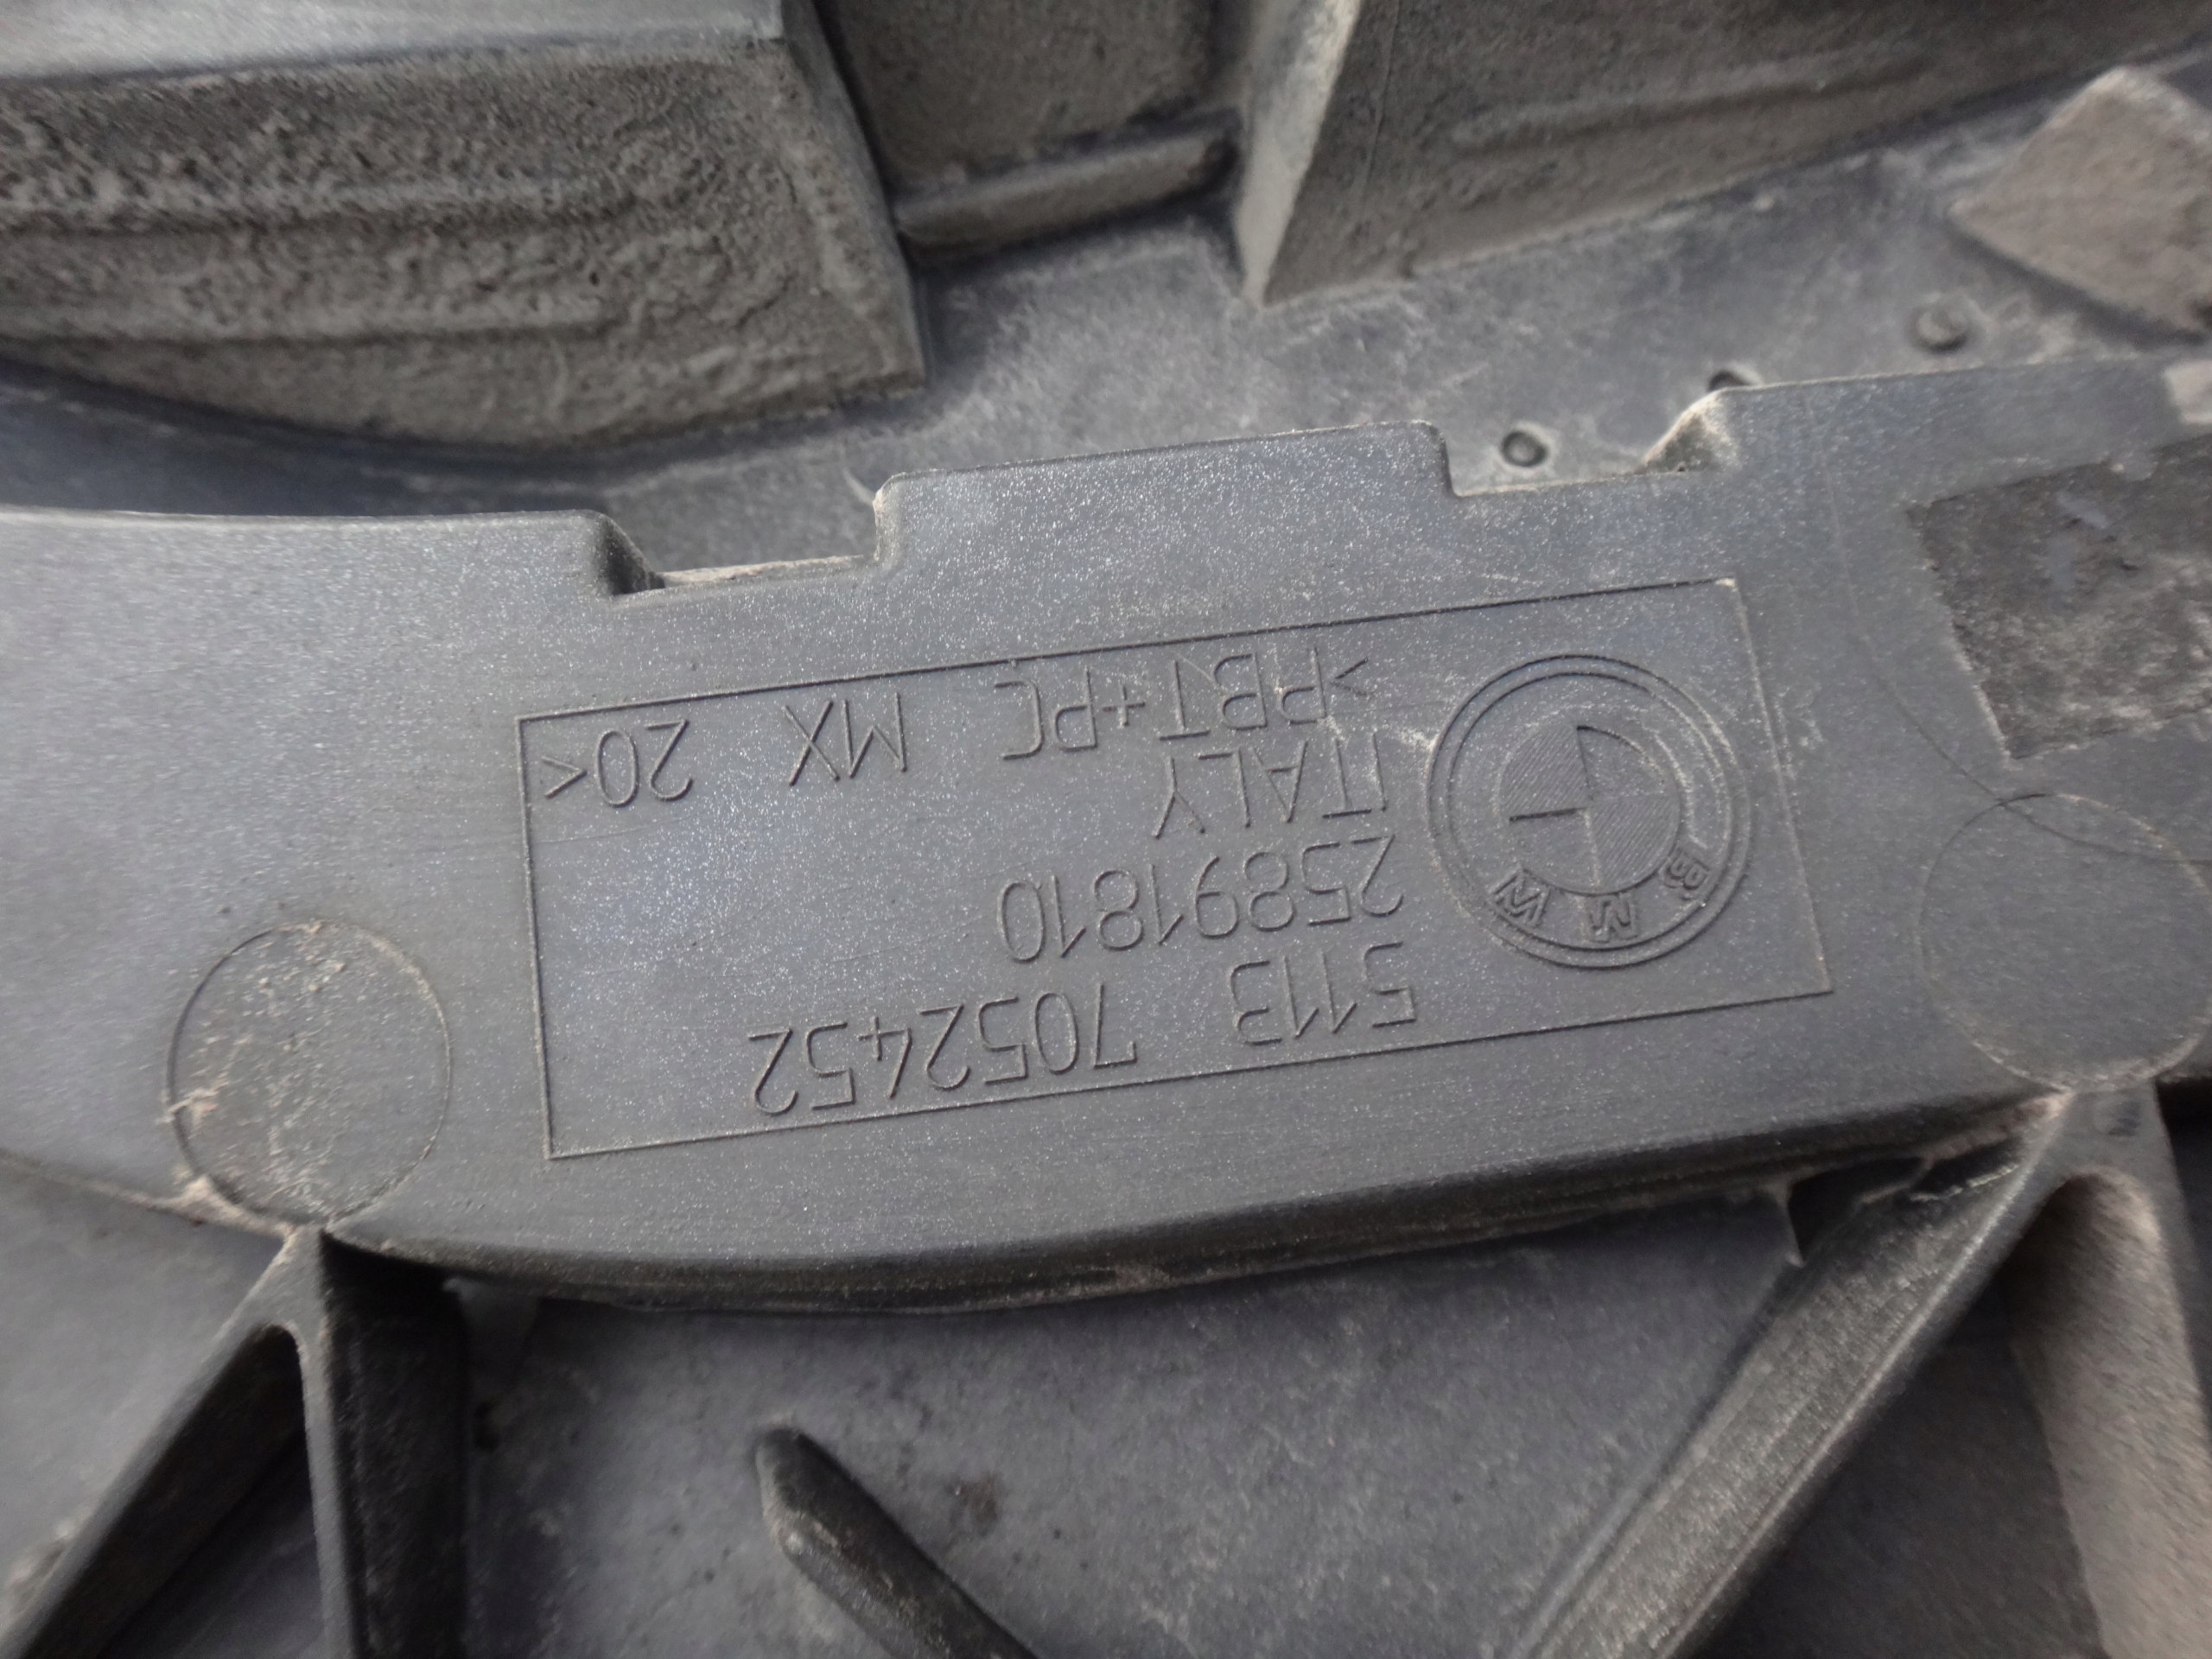 BMW
5113 7052452
25891810
ITALY
>PBT+PC MX 20<